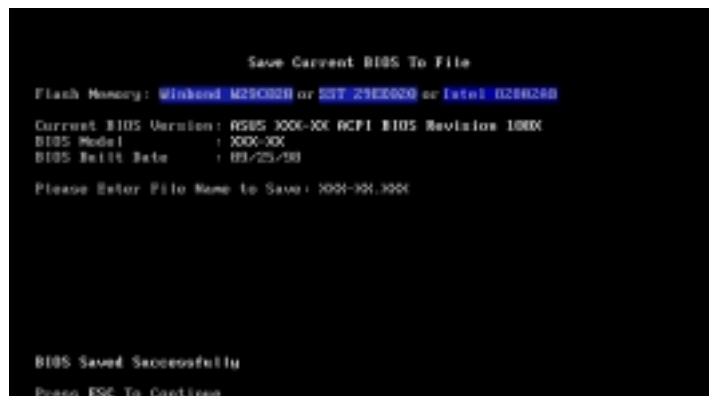 Save Current BIOS To File
Flash Memory: Winbond W29C020 or SST 29EE020 or Intel
Current BIOS Version: ASUS XXX-XX ACPI BIOS Revision 100X
BIOS Model : XXX-XX
BIOS Built Date : 09/25/98
Please Enter File Name to Save: XXX-XX.XXX
BIOS Saved Successfully
Press ESC To Continue